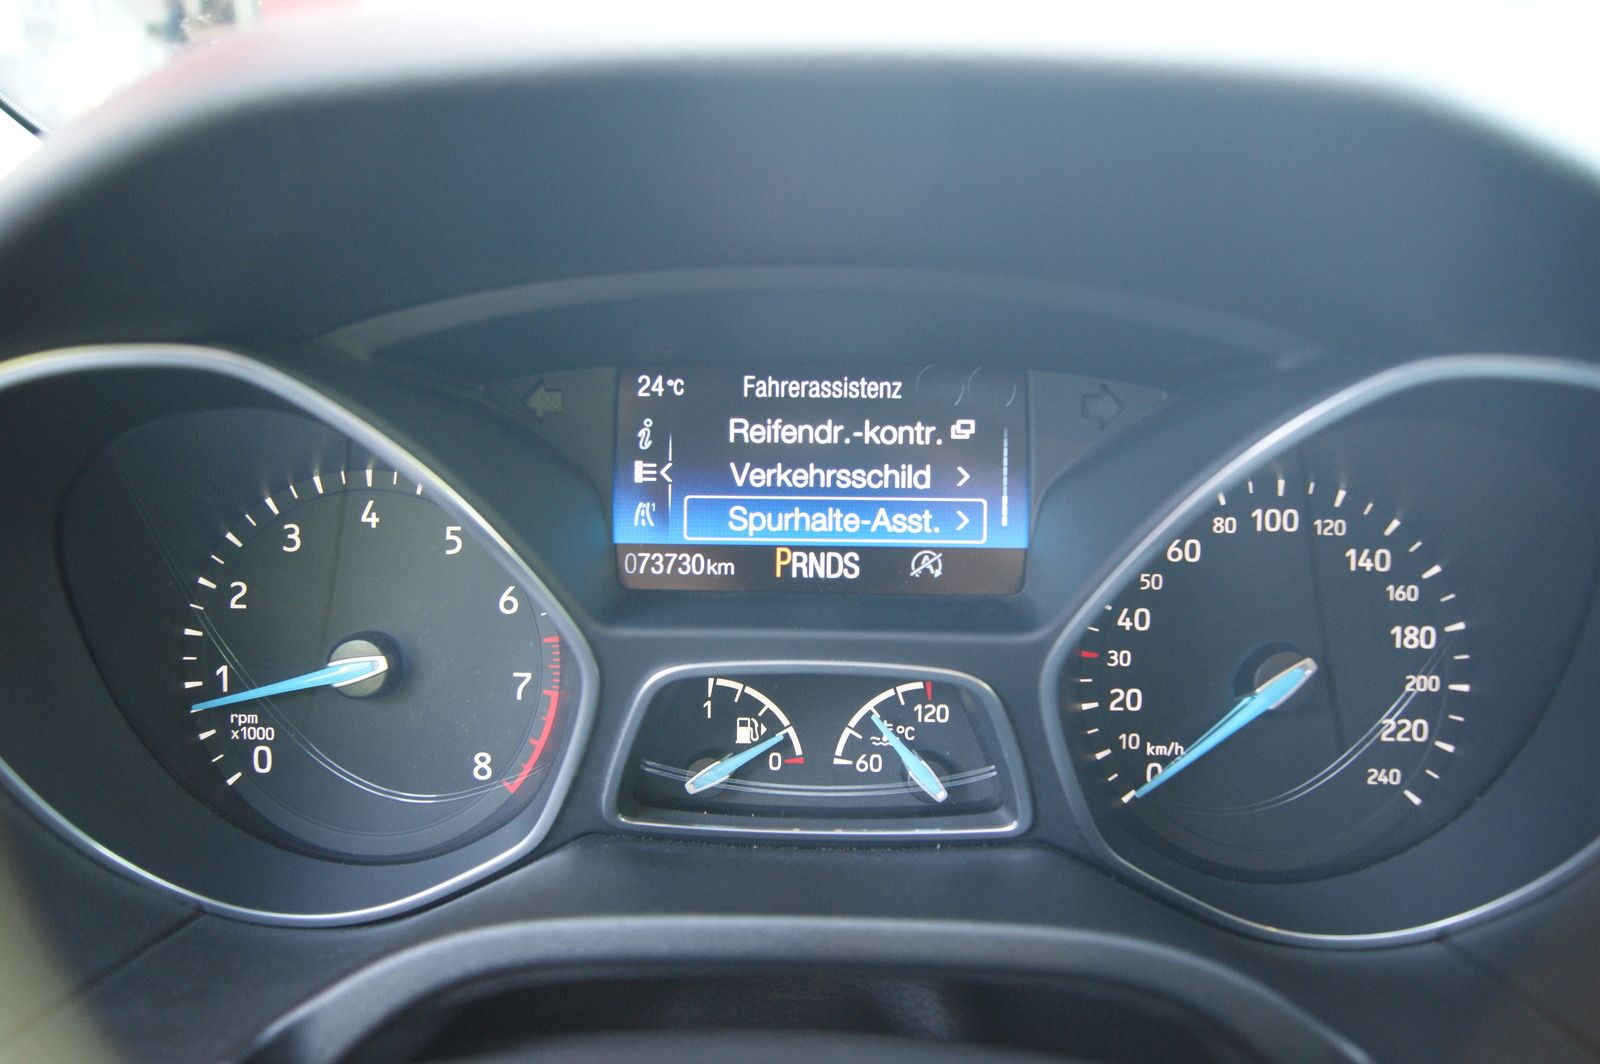 24°C Fahrerassistenz
Reifendr.-kontr.
Verkehrsschild
Spurhalte-Asst.
073730km PRNDS
A
0
1
2
3
4
5
6
7
8
rpm
x1000
1
0
60
120
°C
0
10
20
30
40
50
60
80
100
120
140
160
180
200
220
240
km/h